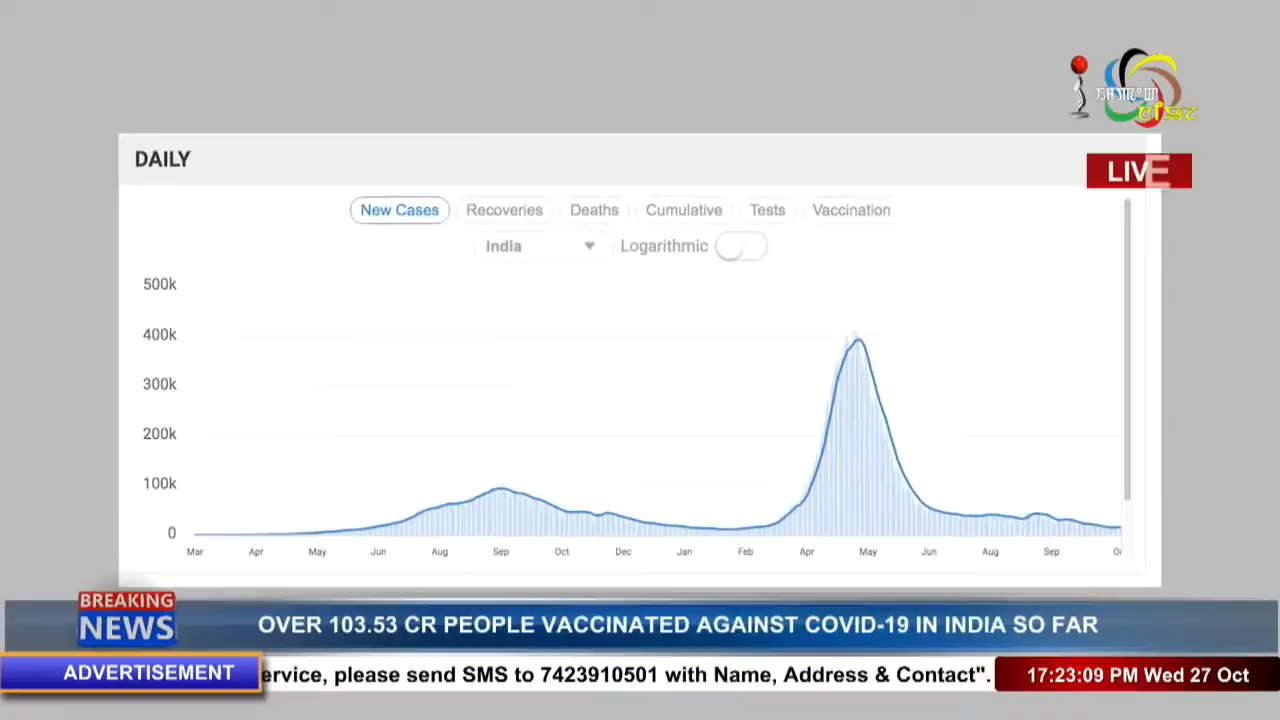 DAILY
LIVE
New Cases Recoveries Deaths Cumulative Tests Vaccination
India Logarithmic
500k
400k
300k
200k
100k
0
Mar Apr May Jun Aug Sep Oct Dec Jan Feb Apr May Jun Aug Sep
BREAKING
NEWS
OVER 103.53 CR PEOPLE VACCINATED AGAINST COVID-19 IN INDIA SO FAR
ADVERTISEMENT
ervice, please send SMS to 7423910501 with Name, Address & Contact".
17:23:09 PM Wed 27 Oct